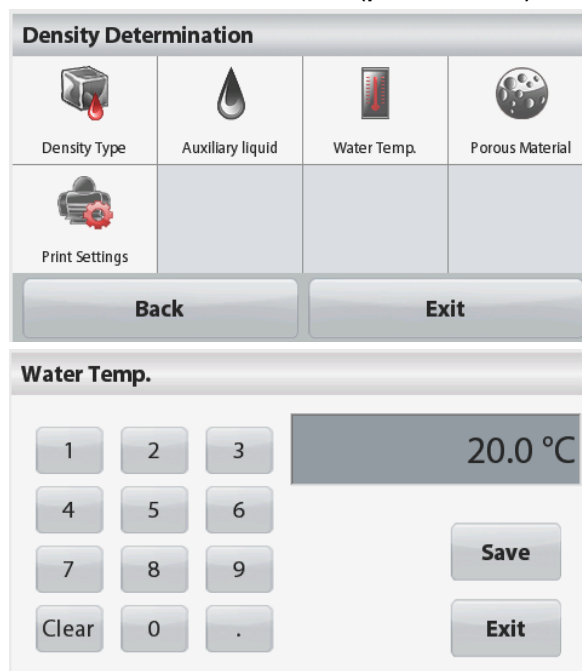 Density Determination
Density Type Auxiliary liquid Water Temp. Porous Material
Print Settings
Back Exit
Water Temp.
1 2 3 20.0 °C
4 5 6
7 8 9 Save
Clear 0 . Exit